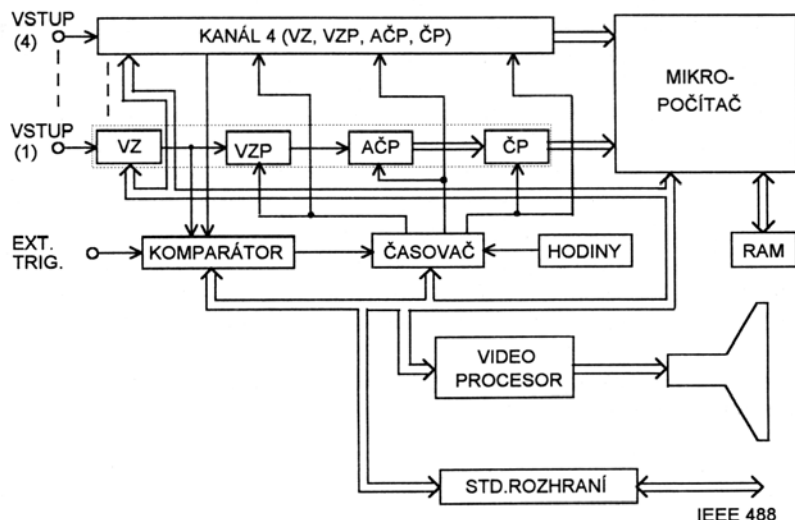 VSTUP
(4)
KANÁL 4 (VZ, VZP, AČP, ČP)
MIKRO-
POČÍTAČ
VSTUP
(1)
VZ
VZP
AČP
ČP
EXT.
TRIG.
KOMPARÁTOR
ČASOVAČ
HODINY
RAM
VIDEO
PROCESOR
STD.ROZHRANÍ
IEEE 488